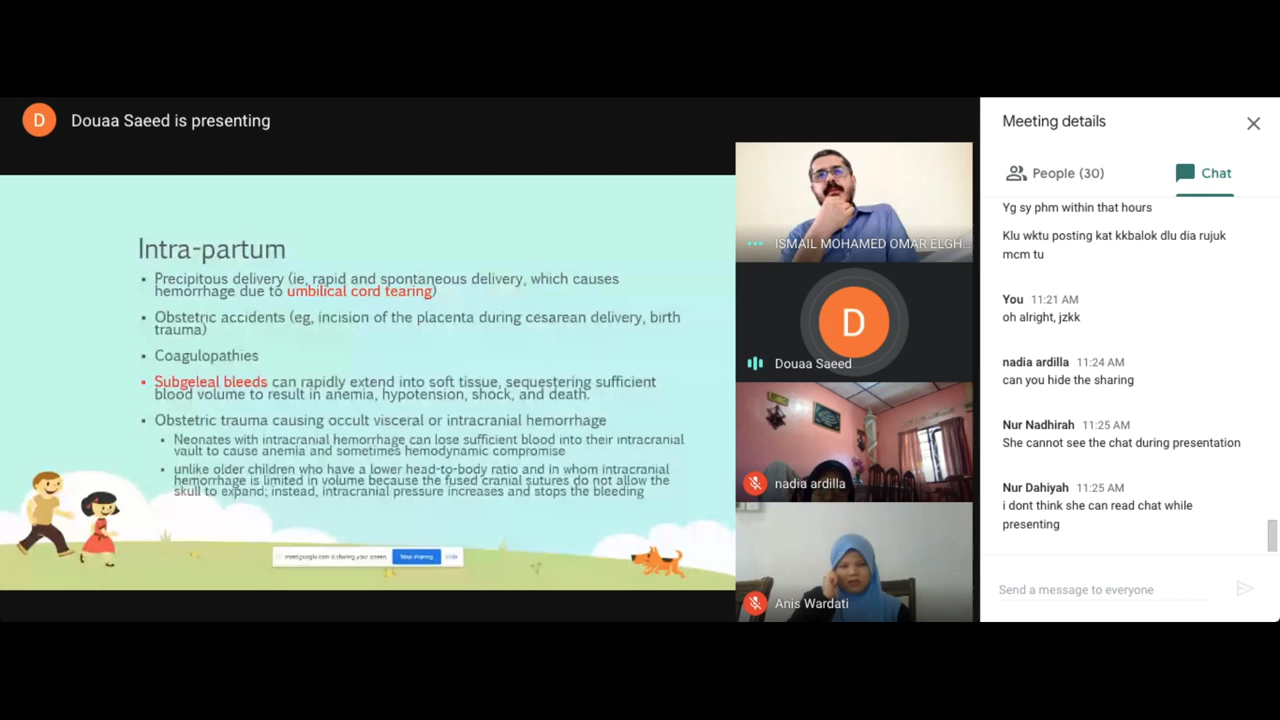 D
Douaa Saeed is presenting
Intra-partum
▪ Precipitous delivery (ie, rapid and spontaneous delivery, which causes
hemorrhage due to umbilical cord tearing)
▪ Obstetric accidents (eg, incision of the placenta during cesarean delivery, birth
trauma)
▪ Coagulopathies
▪ Subgeleal bleeds can rapidly extend into soft tissue, sequestering sufficient
blood volume to result in anemia, hypotension, shock, and death.
▪ Obstetric trauma causing occult visceral or intracranial hemorrhage
▪ Neonates with intracranial hemorrhage can lose sufficient blood into their intracranial
vault to cause anemia and sometimes hemodynamic compromise
▪ unlike older children who have a lower head-to-body ratio and in whom intracranial
hemorrhage is limited in volume because the fused cranial sutures do not allow the
skull to expand; instead, intracranial pressure increases and stops the bleeding
meet.google.com is sharing your screen. Stop sharing Hide
ISMAIL MOHAMED OMAR ELGH...
D
Douaa Saeed
nadia ardilla
Anis Wardati
Meeting details
People (30)
Chat
Yg sy phm within that hours
Klu wktu posting kat kkbalok dlu dia rujuk
mcm tu
You 11:21 AM
oh alright, jzkk
nadia ardilla 11:24 AM
can you hide the sharing
Nur Nadhirah 11:25 AM
She cannot see the chat during presentation
Nur Dahiyah 11:25 AM
i dont think she can read chat while
presenting
Send a message to everyone